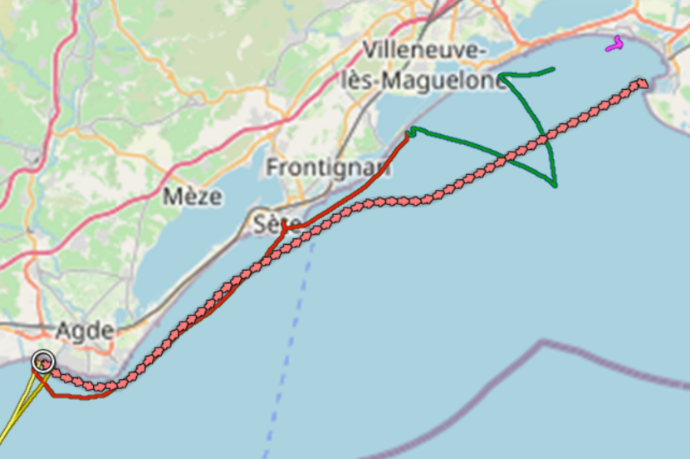 Villeneuve-
lès-Maguelone
Frontignan
Mèze
Sète
Agde